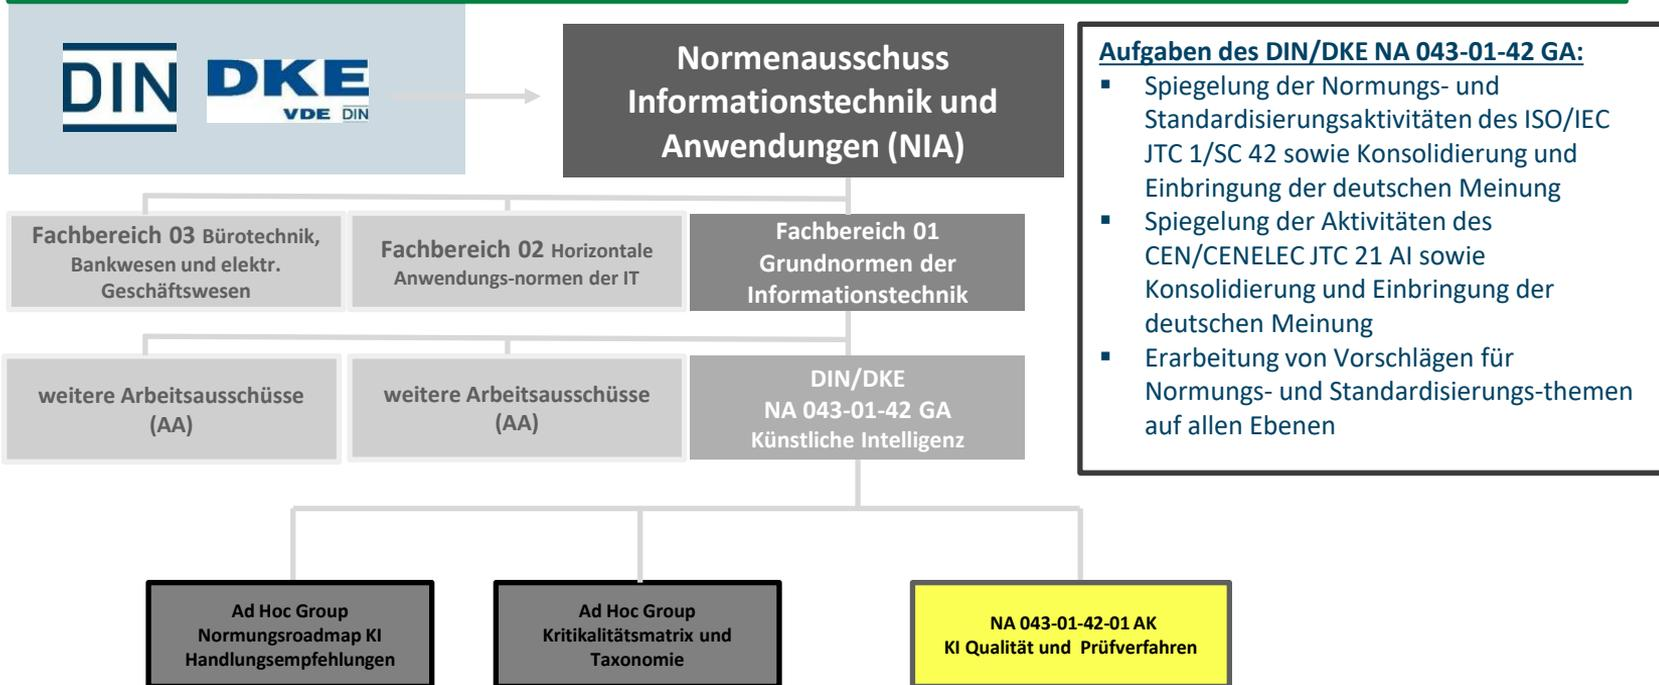 DIN
DKE
VDE DIN
Normenausschuss
Informationstechnik und
Anwendungen (NIA)
Fachbereich 03 Bürotechnik,
Bankwesen und elektr.
Geschäftswesen
Fachbereich 02 Horizontale
Anwendungs-normen der IT
Fachbereich 01
Grundnormen der
Informationstechnik
weitere Arbeitsausschüsse
(AA)
weitere Arbeitsausschüsse
(AA)
DIN/DKE
NA 043-01-42 GA
Künstliche Intelligenz
Ad Hoc Group
Normungsroadmap KI
Handlungsempfehlungen
Ad Hoc Group
Kritikalitätsmatrix und
Taxonomie
NA 043-01-42-01 AK
KI Qualität und Prüfverfahren
Aufgaben des DIN/DKE NA 043-01-42 GA:
▪ Spiegelung der Normungs- und
Standardisierungsaktivitäten des ISO/IEC
JTC 1/SC 42 sowie Konsolidierung und
Einbringung der deutschen Meinung
▪ Spiegelung der Aktivitäten des
CEN/CENELEC JTC 21 AI sowie
Konsolidierung und Einbringung der
deutschen Meinung
▪ Erarbeitung von Vorschlägen für
Normungs- und Standardisierungs-themen
auf allen Ebenen